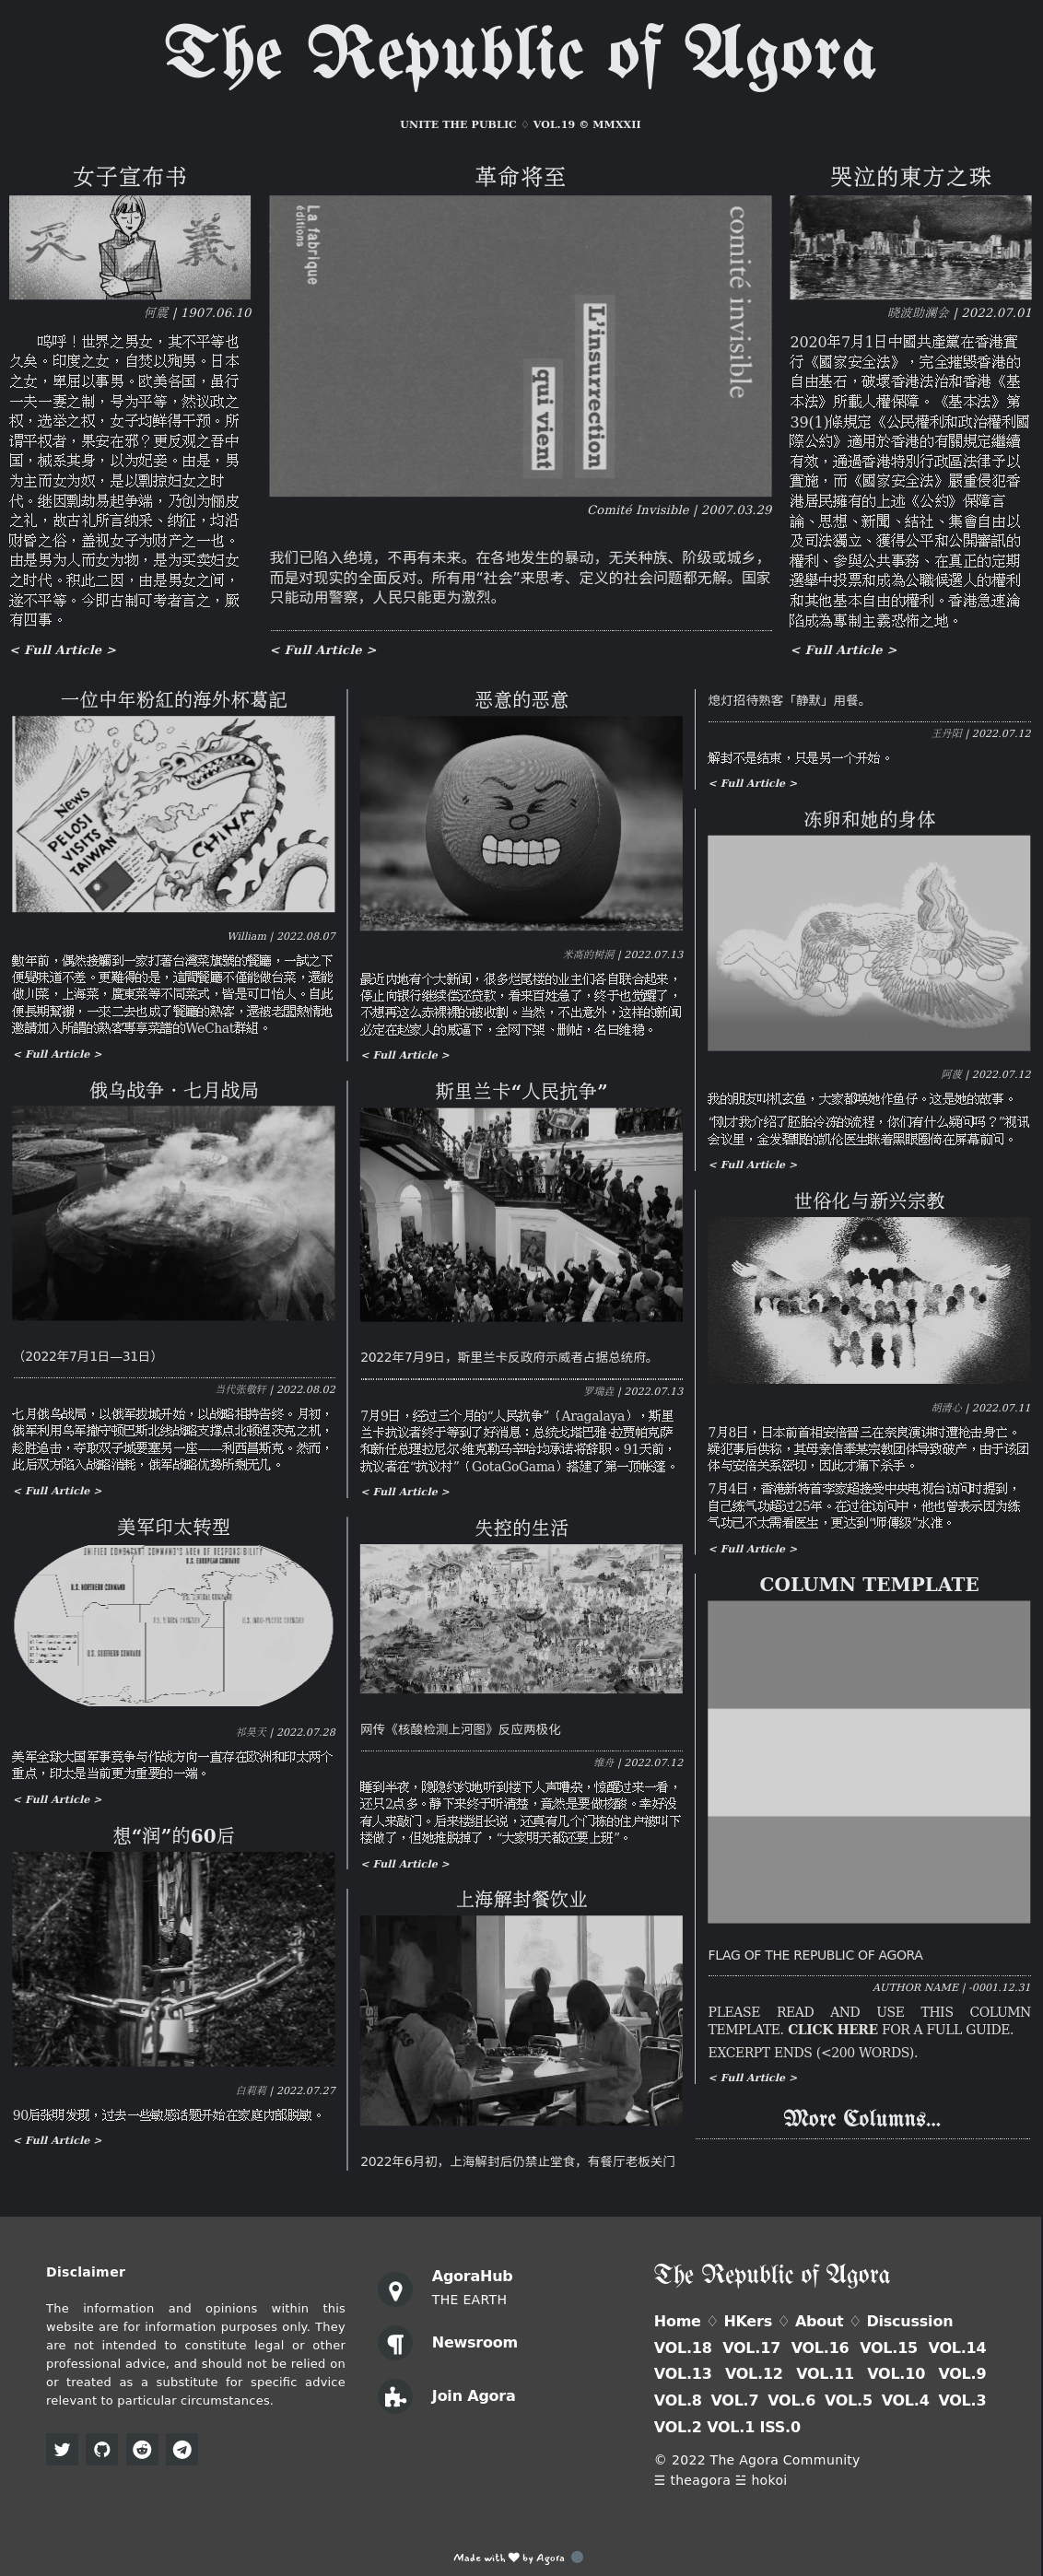 The Republic of Agora
UNITE THE PUBLIC ♢ VOL.19 © MMXXII
女子宣布书
天 義
何震 | 1907.06.10
呜呼！世界之男女，其不平等也
久矣。印度之女，自焚以殉男。日本
之女，卑屈以事男。欧美各国，虽行
一夫一妻之制，号为平等，然议政之
权，选举之权，女子均鲜得干预。所
谓平权者，果安在邪？更反观之吾中
国，械系其身，以为妃妾。由是，男
为主而女为奴，是以剽掠妇女之时
代。继因剽劫易起争端，乃创为俪皮
之礼，故古礼所言纳采、纳征，均沿
财昏之俗，盖视女子为财产之一也。
由是男为人而女为物，是为买卖妇女
之时代。积此二因，由是男女之间，
遂不平等。今即古制可考者言之，厥
有四事。
< Full Article >
革命将至
La fabrique
éditions
comité invisible
L'insurrection
qui vient
Comité Invisible | 2007.03.29
我们已陷入绝境，不再有未来。在各地发生的暴动，无关种族、阶级或城乡，
而是对现实的全面反对。所有用“社会”来思考、定义的社会问题都无解。国家
只能动用警察，人民只能更为激烈。
< Full Article >
哭泣的東方之珠
晓波助澜会 | 2022.07.01
2020年7月1日中國共產黨在香港實
行《國家安全法》，完全摧毀香港的
自由基石，破壞香港法治和香港《基
本法》所載人權保障。《基本法》第
39(1)條規定《公民權利和政治權利國
際公約》適用於香港的有關規定繼續
有效，通過香港特別行政區法律予以
實施，而《國家安全法》嚴重侵犯香
港居民擁有的上述《公約》保障言
論、思想、新聞、結社、集會自由以
及司法獨立、獲得公平和公開審訊的
權利、參與公共事務、在真正的定期
選舉中投票和成為公職候選人的權利
和其他基本自由的權利。香港急速淪
陷成為專制主義恐怖之地。
< Full Article >
一位中年粉紅的海外杯葛記
News
PELOSI
VISITS
TAIWAN
CHINA
William | 2022.08.07
數年前，偶然接觸到一家打著台灣菜旗號的餐廳，一試之下
便覺味道不差。更難得的是，這間餐廳不僅能做台菜，還能
做川菜，上海菜，廣東菜等不同菜式，皆是可口怡人。自此
便長期幫襯，一來二去也成了餐廳的熟客，還被老闆熱情地
邀請加入所謂的熟客專享菜譜的WeChat群組。
< Full Article >
俄乌战争 · 七月战局
（2022年7月1日—31日）
当代张敬轩 | 2022.08.02
七月俄乌战局，以俄军拔城开始，以战略相持告终。月初，
俄军利用乌军撤守顿巴斯北线战略支撑点北顿涅茨克之机，
趁胜追击，夺取双子城要塞另一座——利西昌斯克。然而，
此后双方陷入战略消耗，俄军战略优势所剩无几。
< Full Article >
美军印太转型
UNIFIED COMBATANT COMMAND'S AREA OF RESPONSIBILITY
U.S. EUROPEAN COMMAND
U.S. NORTHERN COMMAND
U.S. CENTRAL COMMAND
U.S. INDO-PACIFIC COMMAND
U.S. SOUTHERN COMMAND
祁昊天 | 2022.07.28
美军全球大国军事竞争与作战方向一直存在欧洲和印太两个
重点，印太是当前更为重要的一端。
< Full Article >
想“润”的60后
白莉莉 | 2022.07.27
90后张明发现，过去一些敏感话题开始在家庭内部脱敏。
< Full Article >
恶意的恶意
米高的树洞 | 2022.07.13
最近内地有个大新闻，很多烂尾楼的业主们各自联合起来，
停止向银行继续偿还贷款，看来百姓急了，终于也觉醒了，
不想再这么赤裸裸的被收割。当然，不出意外，这样的新闻
必定在赵家人的威逼下，全网下架、删帖，名曰维稳。
< Full Article >
斯里兰卡“人民抗争”
2022年7月9日，斯里兰卡反政府示威者占据总统府。
罗瑞垚 | 2022.07.13
7月9日，经过三个月的“人民抗争”（Aragalaya），斯里
兰卡抗议者终于等到了好消息：总统戈塔巴雅·拉贾帕克萨
和新任总理拉尼尔·维克勒马辛哈均承诺将辞职。91天前，
抗议者在“抗议村”（GotaGoGama）搭建了第一顶帐篷。
< Full Article >
失控的生活
网传《核酸检测上河图》反应两极化
维舟 | 2022.07.12
睡到半夜，隐隐约约地听到楼下人声嘈杂，惊醒过来一看，
还只2点多。静下来终于听清楚，竟然是要做核酸。幸好没
有人来敲门。后来楼组长说，还真有几个门栋的住户被叫下
楼做了，但她推脱掉了，“大家明天都还要上班”。
< Full Article >
上海解封餐饮业
2022年6月初，上海解封后仍禁止堂食，有餐厅老板关门
熄灯招待熟客「静默」用餐。
王丹阳 | 2022.07.12
解封不是结束，只是另一个开始。
< Full Article >
冻卵和她的身体
阿薇 | 2022.07.12
我的朋友叫机玄鱼，大家都唤她作鱼仔。这是她的故事。
“刚才我介绍了胚胎冷冻的流程，你们有什么疑问吗？”视讯
会议里，金发碧眼的凯伦医生眯着黑眼圈倚在屏幕前问。
< Full Article >
世俗化与新兴宗教
胡清心 | 2022.07.11
7月8日，日本前首相安倍晋三在奈良演讲时遭枪击身亡。
疑犯事后供称，其母亲信奉某宗教团体导致破产，由于该团
体与安倍关系密切，因此才痛下杀手。
7月4日，香港新特首李家超接受中央电视台访问时提到，
自己练气功超过25年。在过往访问中，他也曾表示因为练
气功已不太需看医生，更达到“师傅级”水准。
< Full Article >
COLUMN TEMPLATE
FLAG OF THE REPUBLIC OF AGORA
AUTHOR NAME | -0001.12.31
PLEASE READ AND USE THIS COLUMN
TEMPLATE. CLICK HERE FOR A FULL GUIDE.
EXCERPT ENDS (<200 WORDS).
< Full Article >
More Columns...
Disclaimer
The information and opinions within this
website are for information purposes only. They
are not intended to constitute legal or other
professional advice, and should not be relied on
or treated as a substitute for specific advice
relevant to particular circumstances.
AgoraHub
THE EARTH
Newsroom
Join Agora
The Republic of Agora
Home ♢ HKers ♢ About ♢ Discussion
VOL.18 VOL.17 VOL.16 VOL.15 VOL.14
VOL.13 VOL.12 VOL.11 VOL.10 VOL.9
VOL.8 VOL.7 VOL.6 VOL.5 VOL.4 VOL.3
VOL.2 VOL.1 ISS.0
© 2022 The Agora Community
☰ theagora ☱ hokoi
Made with ♥ by Agora